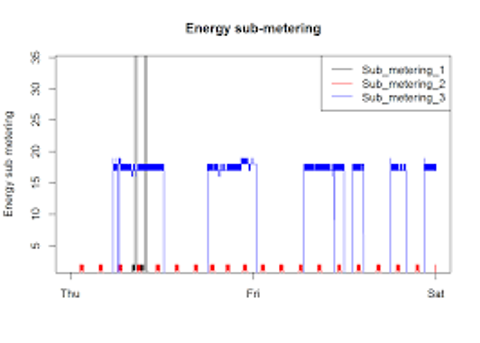 Energy sub-metering
Sub_metering_1
Sub_metering_2
Sub_metering_3
Energy sub metering
35
30
25
20
15
10
5
Thu Fri Sat